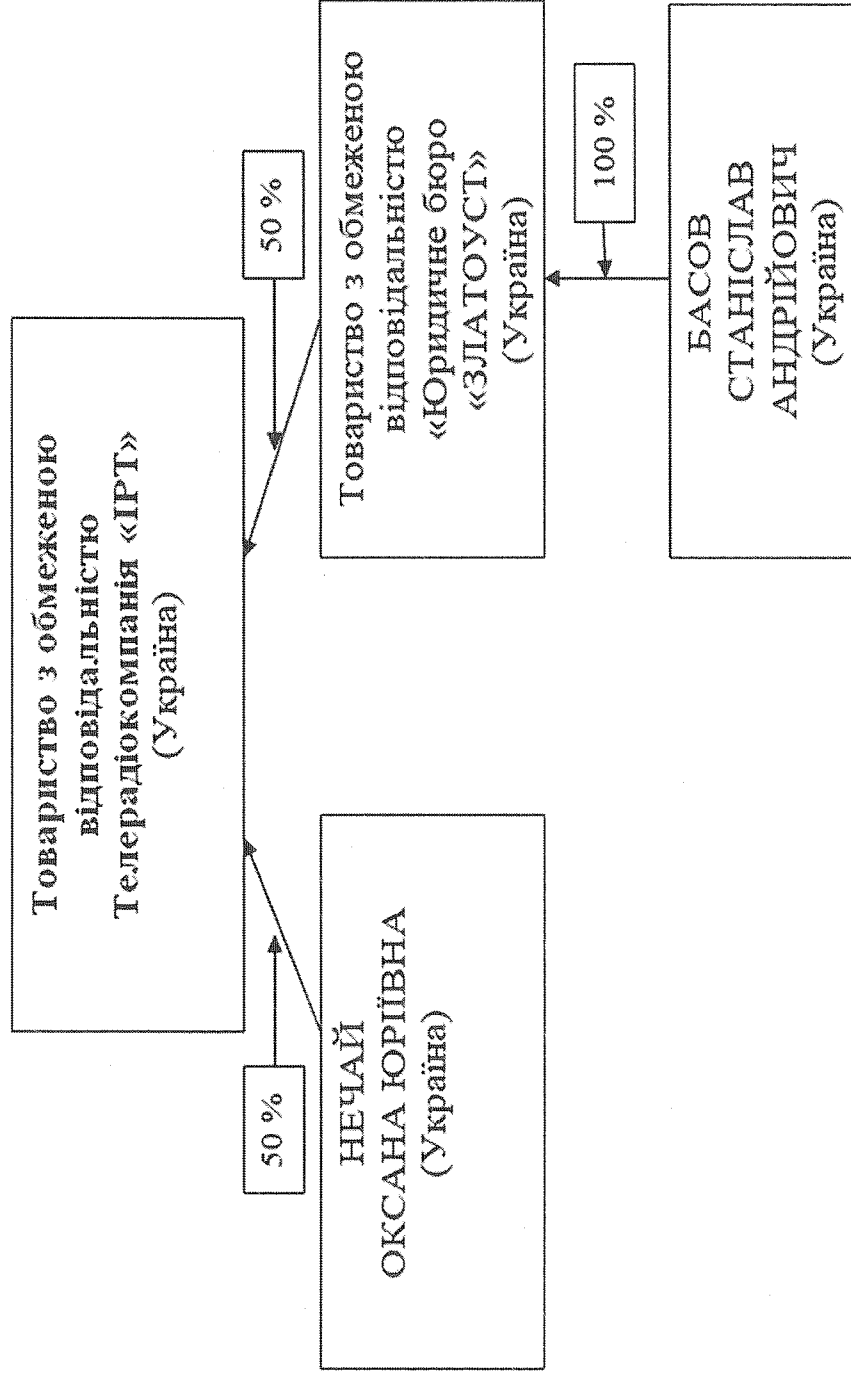 Товариство з обмеженою
відповідальністю
Телерадіокомпанія «ІРТ»
(Україна)
50 %
50 %
НЕЧАЙ
ОКСАНА ЮРІЇВНА
(Україна)
Товариство з обмеженою
відповідальністю
«Юридичне бюро
«ЗЛАТОУСТ»
(Україна)
100 %
БАСОВ
СТАНІСЛАВ
АНДРІЙОВИЧ
(Україна)